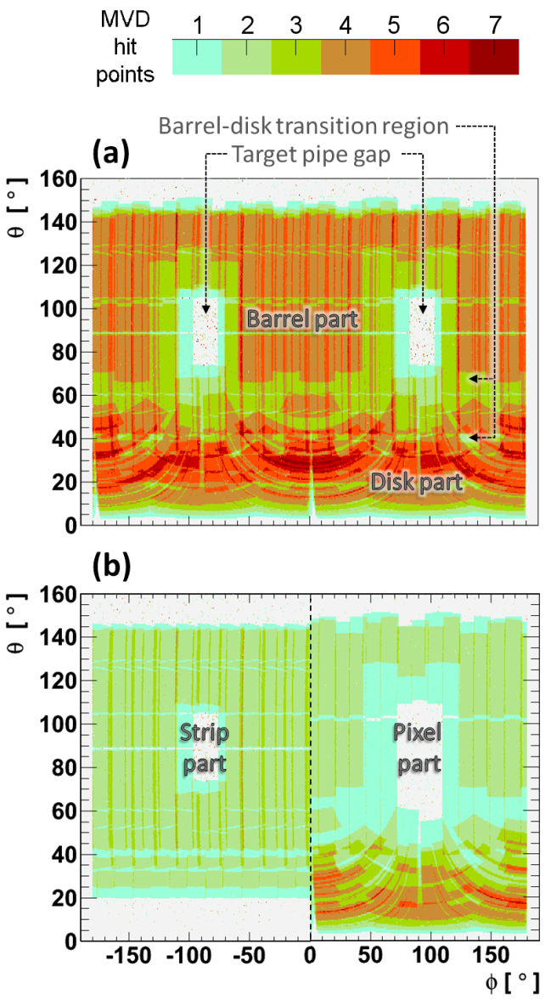 MVD
hit
points
1 2 3 4 5 6 7
Barrel-disk transition region
(a)
Target pipe gap
θ [ ° ]
160
140
120
100
80
60
40
20
0
Barrel part
Disk part
(b)
θ [ ° ]
160
140
120
100
80
60
40
20
0
Strip
part
Pixel
part
-150 -100 -50 0 50 100 150
ϕ [ ° ]